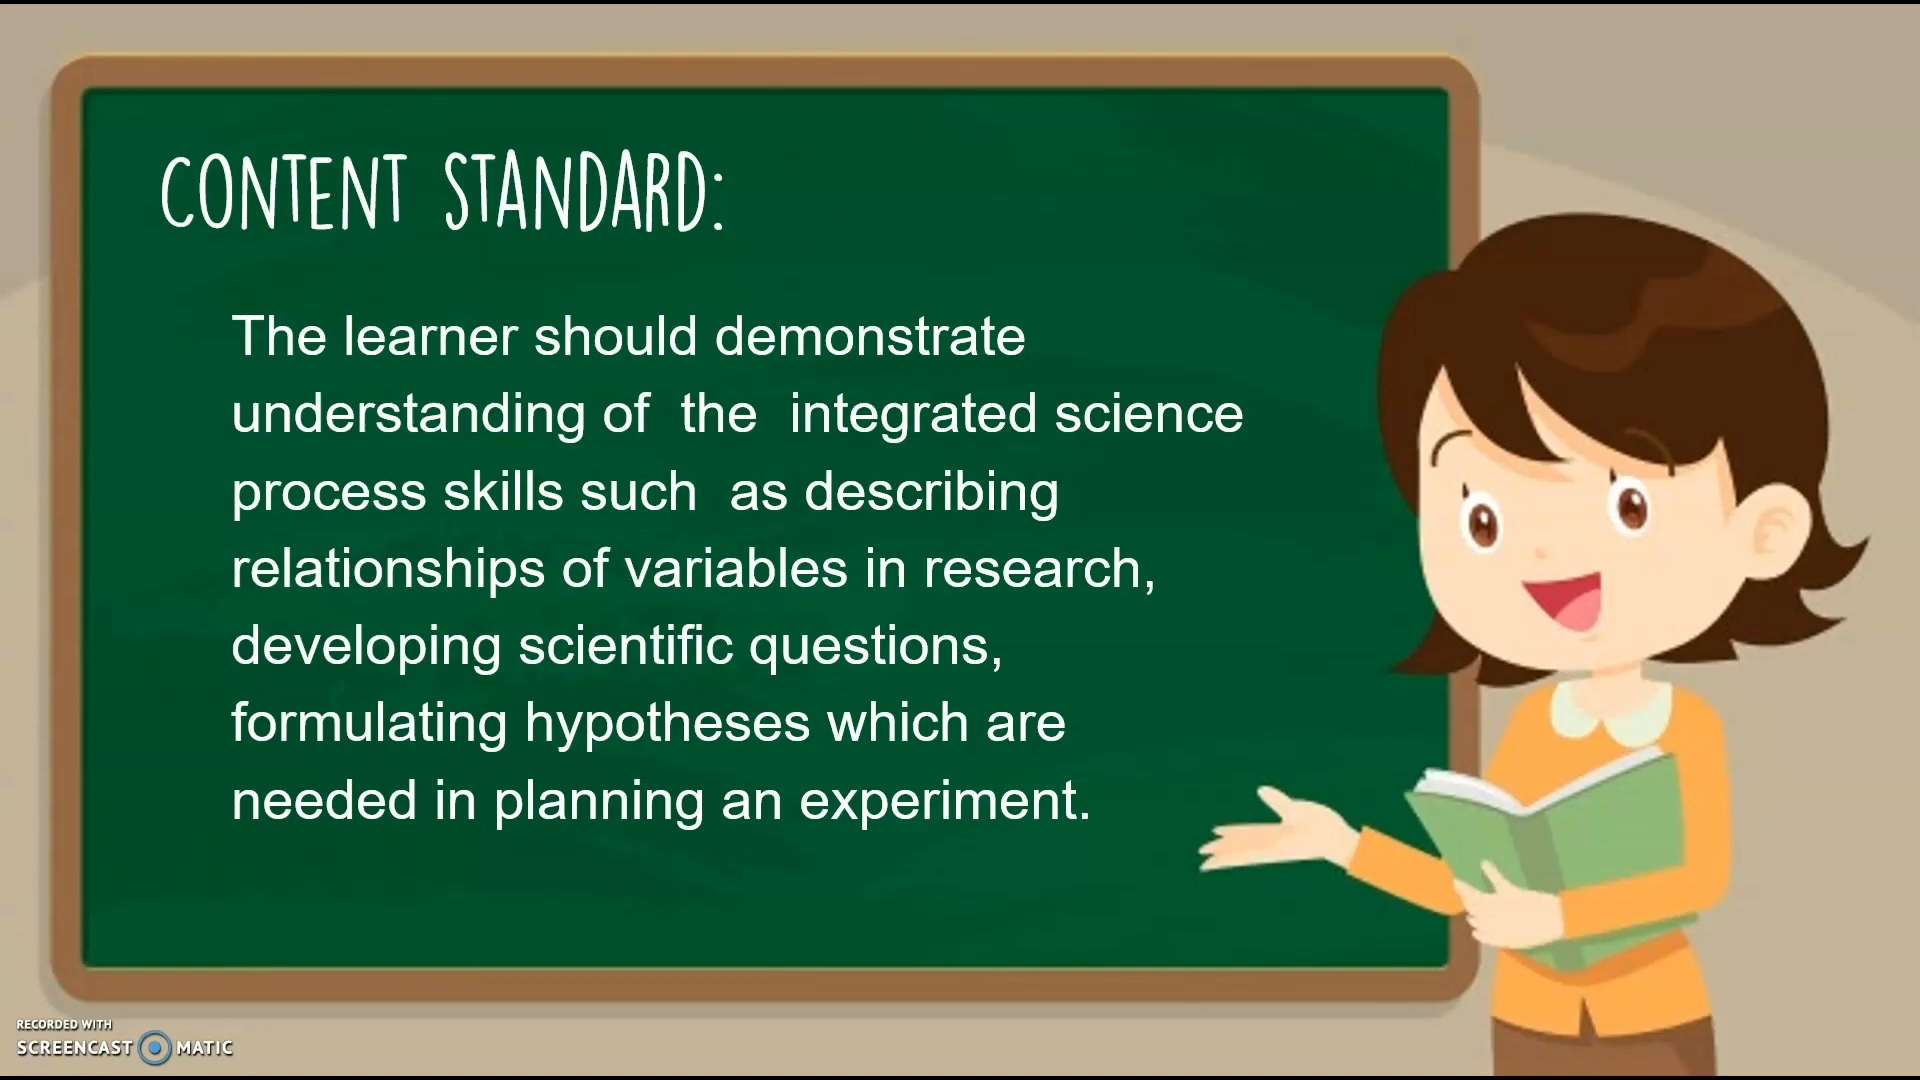 CONTENT STANDARD:
The learner should demonstrate
understanding of the integrated science
process skills such as describing
relationships of variables in research,
developing scientific questions,
formulating hypotheses which are
needed in planning an experiment.
RECORDED WITH
SCREENCAST MATIC